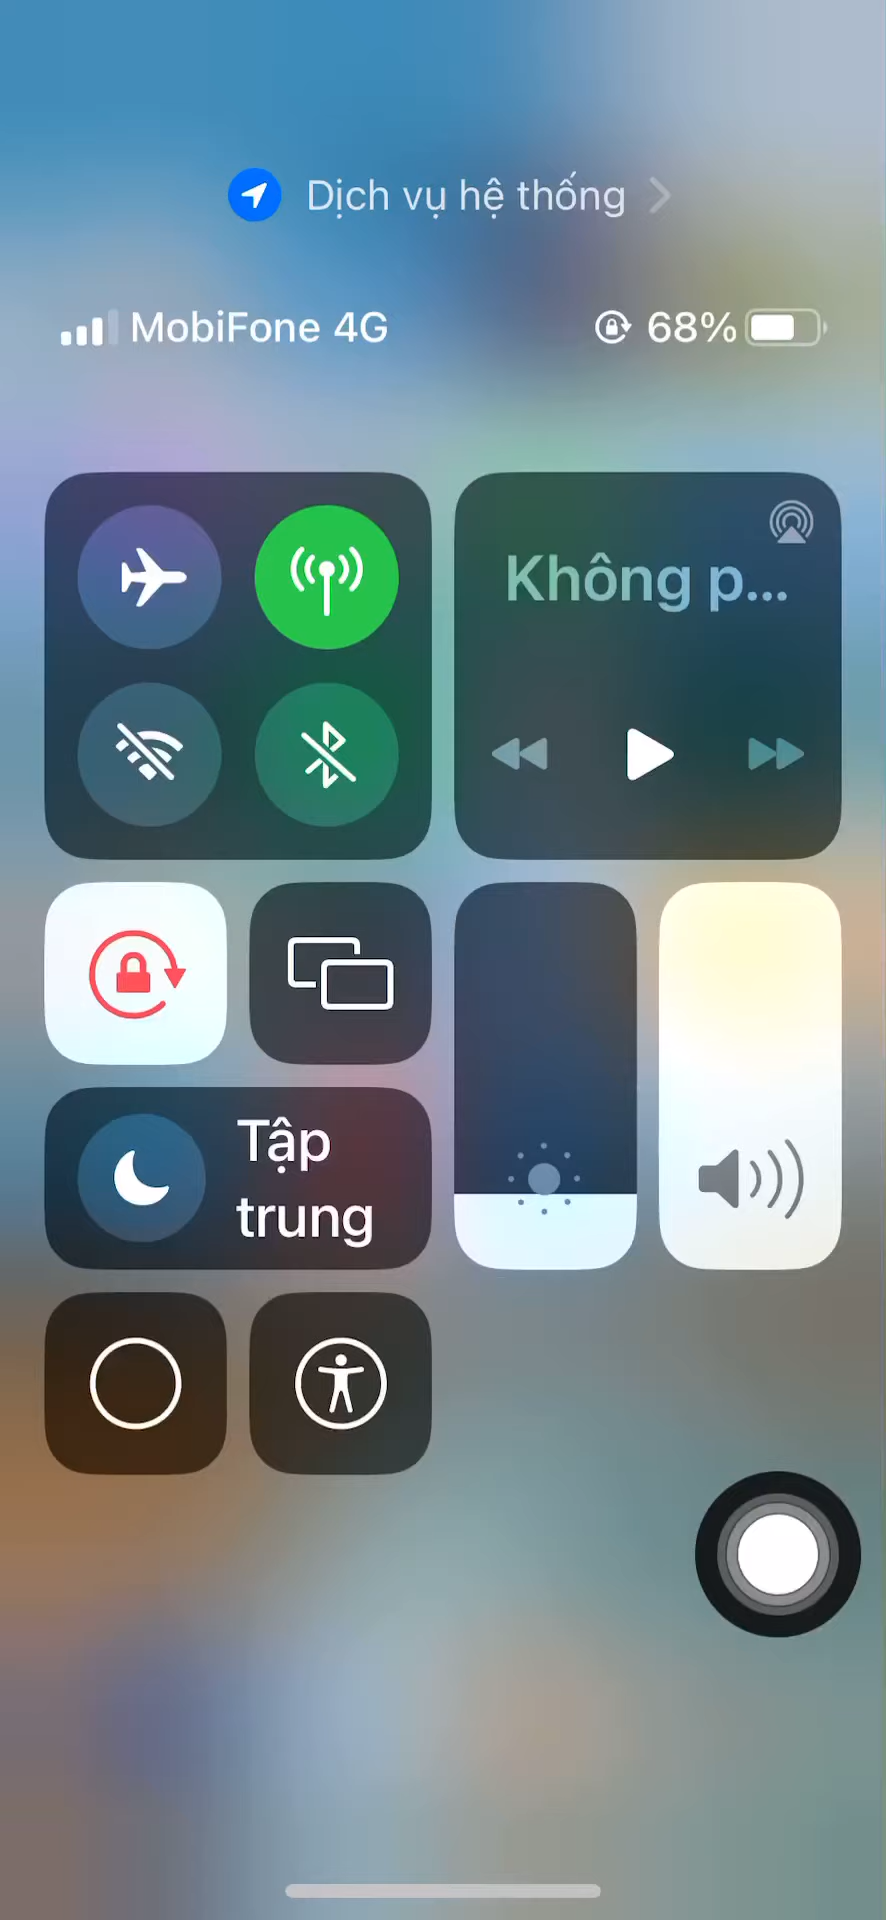 Dịch vụ hệ thống
MobiFone 4G
68%
Không p...
Tập
trung